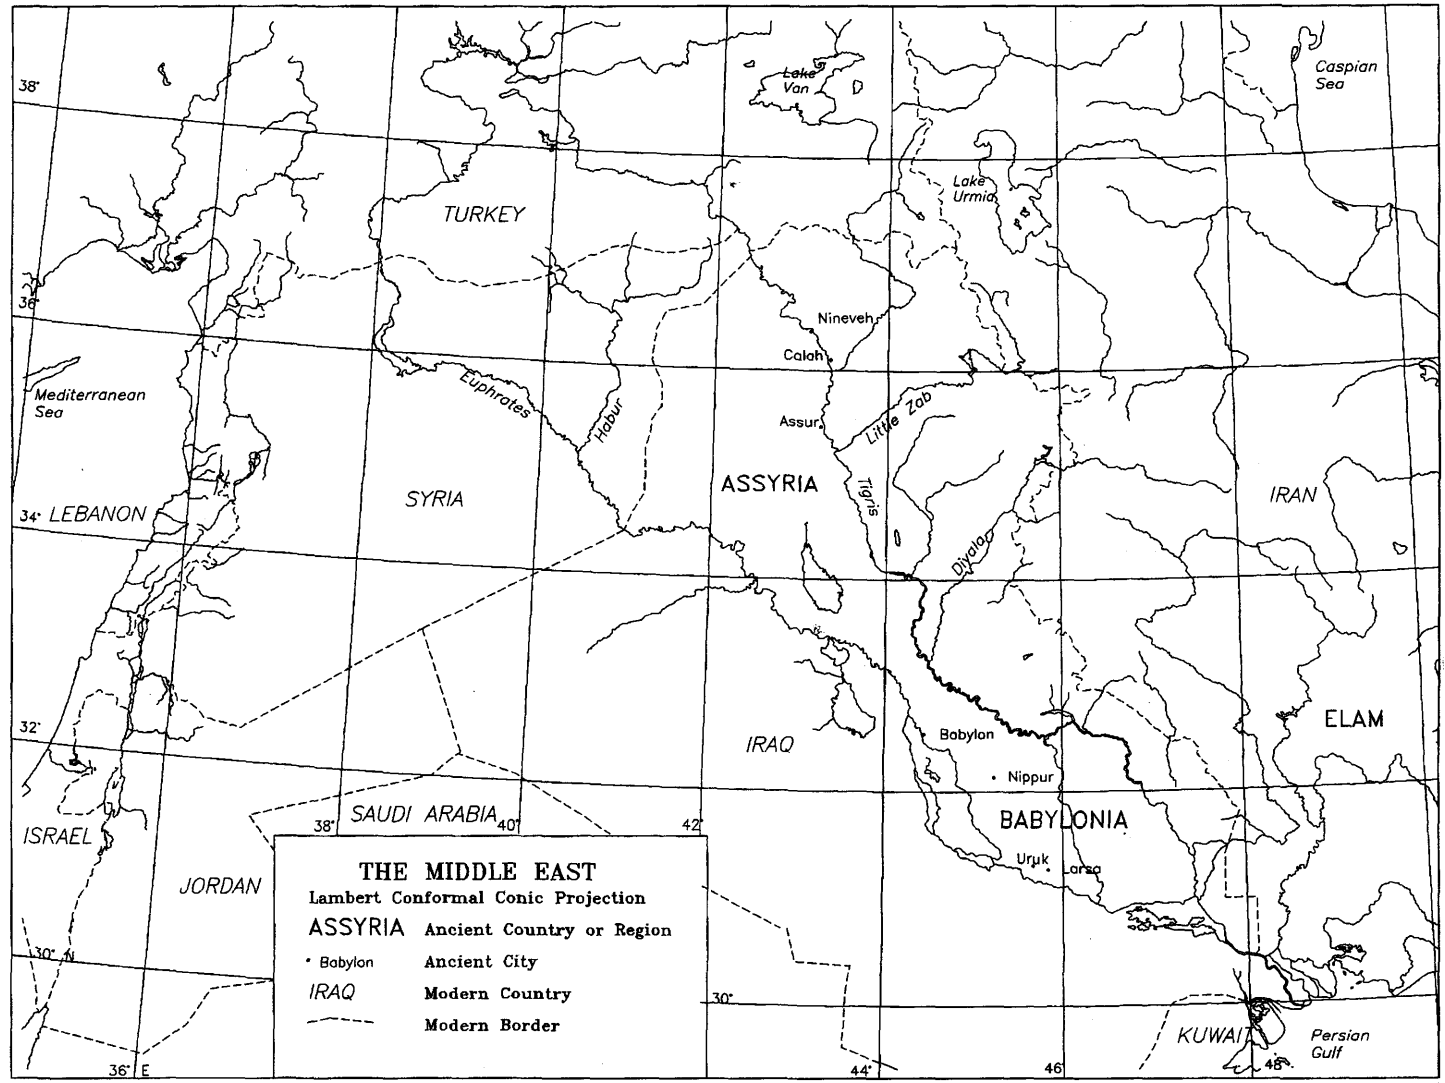 38°
Lake
Van
Caspian
Sea
Lake
Urmia
TURKEY
36°
Nineveh
Calah
Mediterranean
Sea
Euphrates
Habur
Assur
Little Zab
ASSYRIA
Tigris
SYRIA
IRAN
34°
LEBANON
Diyala
ELAM
32°
IRAQ
Babylon
Nippur
BABYLONIA
SAUDI ARABIA
38°
40°
42°
ISRAEL
JORDAN
Uruk
Larsa
THE MIDDLE EAST
Lambert Conformal Conic Projection
ASSYRIA Ancient Country or Region
Babylon Ancient City
IRAQ Modern Country
Modern Border
30° N
30°
KUWAIT
Persian
Gulf
36° E
44°
46°
48°